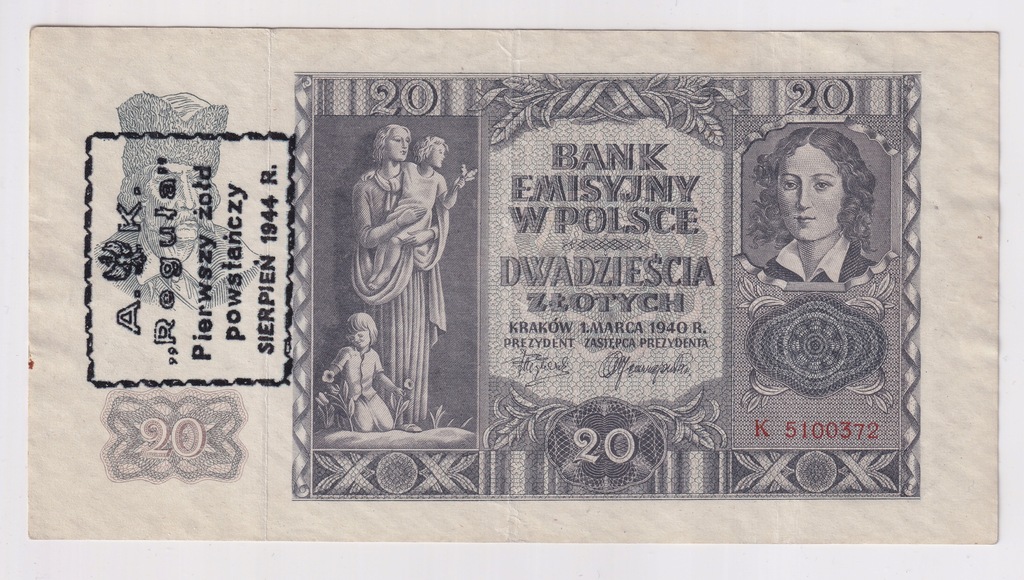 A. K.
„Reguła”
Pierwszy żołd
powstańczy
SIERPIEŃ 1944 R.
20
20
20
BANK
EMISYJNY
W POLSCE
DWADZIEŚCIA
ZŁOTYCH
KRAKÓW 1. MARCA 1940 R.
PREZYDENT ZASTĘPCA PREZYDENTA
K 5100372
20